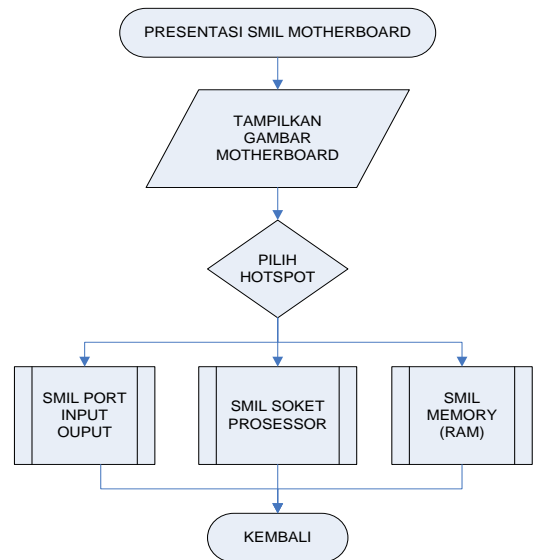 PRESENTASI SMIL MOTHERBOARD
TAMPILKAN
GAMBAR
MOTHERBOARD
PILIH
HOTSPOT
SMIL PORT
INPUT
OUPUT
SMIL SOKET
PROSESSOR
SMIL
MEMORY
(RAM)
KEMBALI